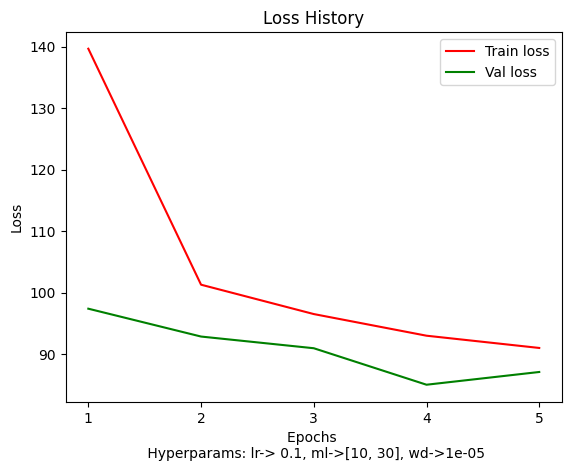 Loss History
Train loss
Val loss
140
130
120
110
100
90
Loss
1 2 3 4 5
Epochs
Hyperparams: lr-> 0.1, ml->[10, 30], wd->1e-05